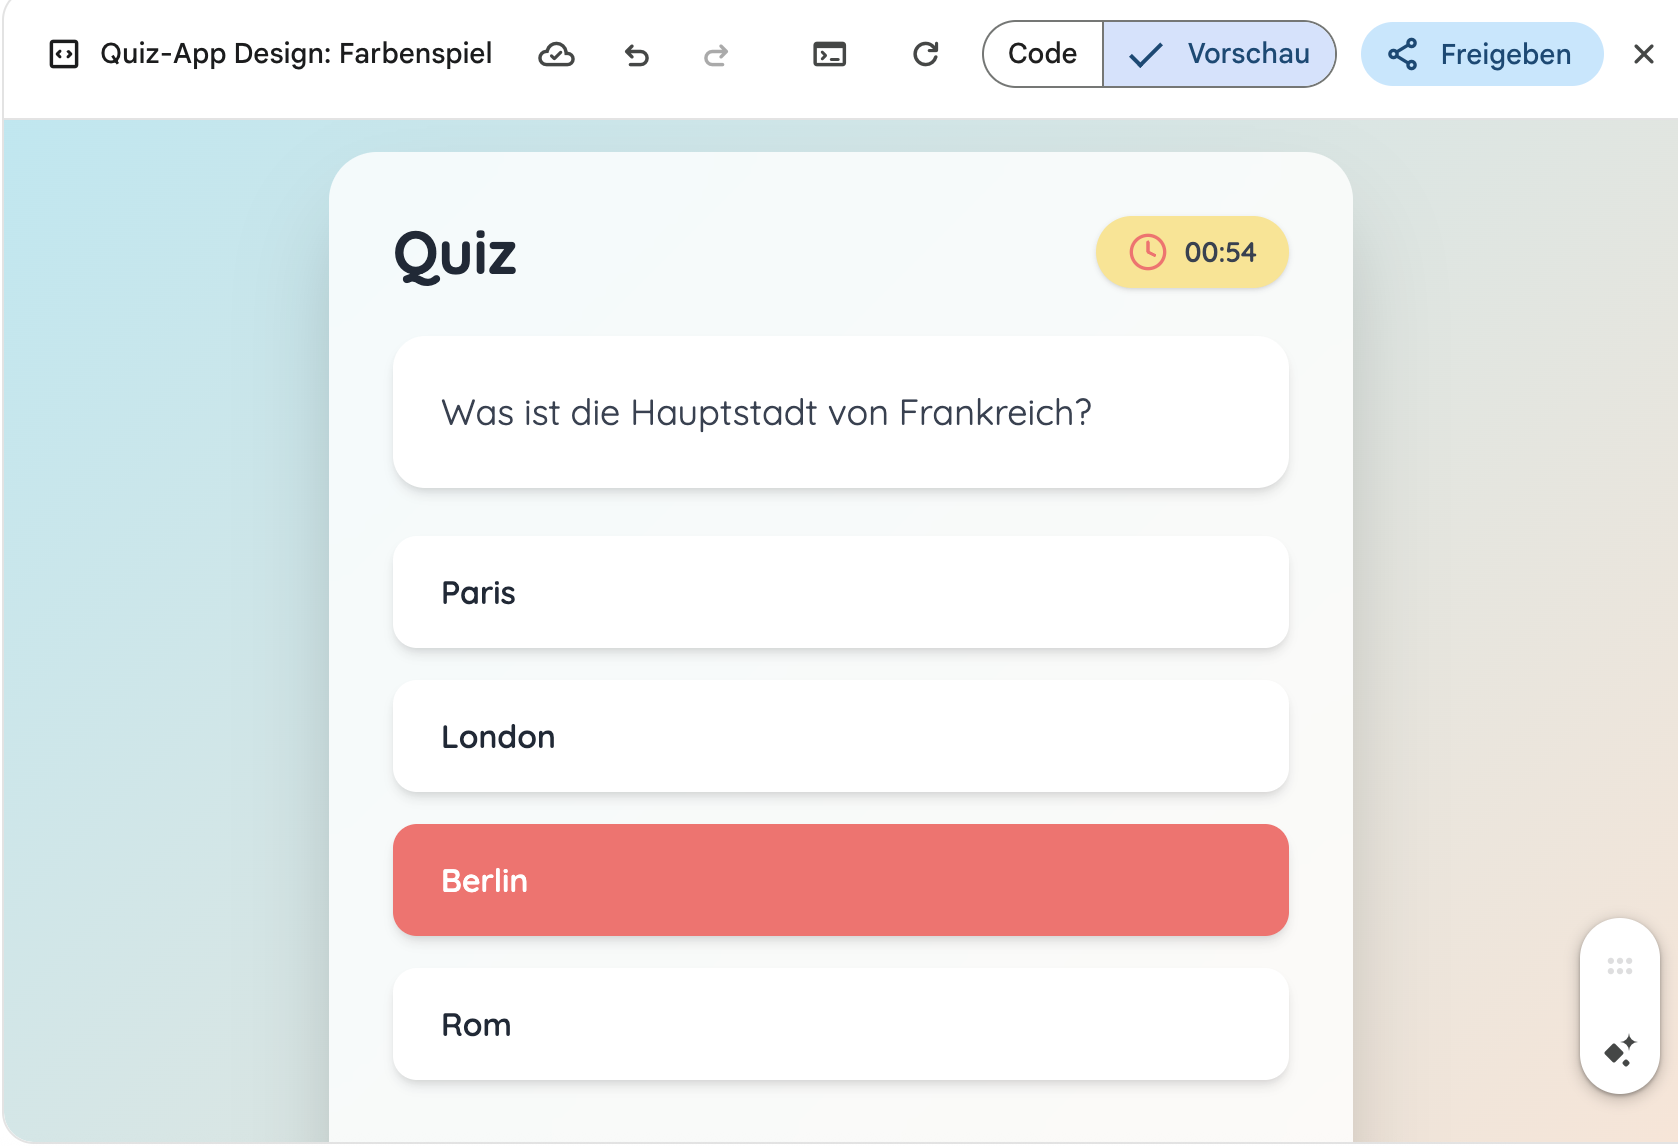 Quiz-App Design: Farbenspiel
Code
Vorschau
Freigeben
Quiz
00:54
Was ist die Hauptstadt von Frankreich?
Paris
London
Berlin
Rom